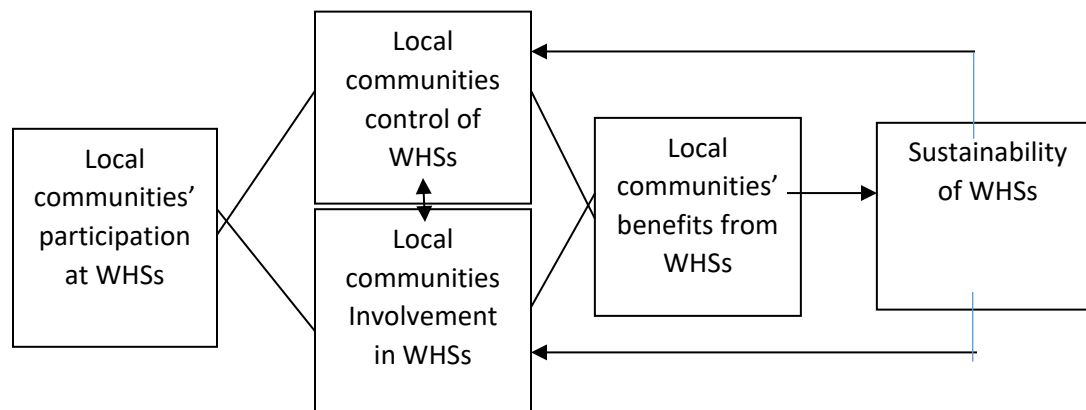 Local
communities’
participation
at WHSs
Local
communities
control of
WHSs
Local
communities
Involvement
in WHSs
Local
communities’
benefits from
WHSs
Sustainability
of WHSs